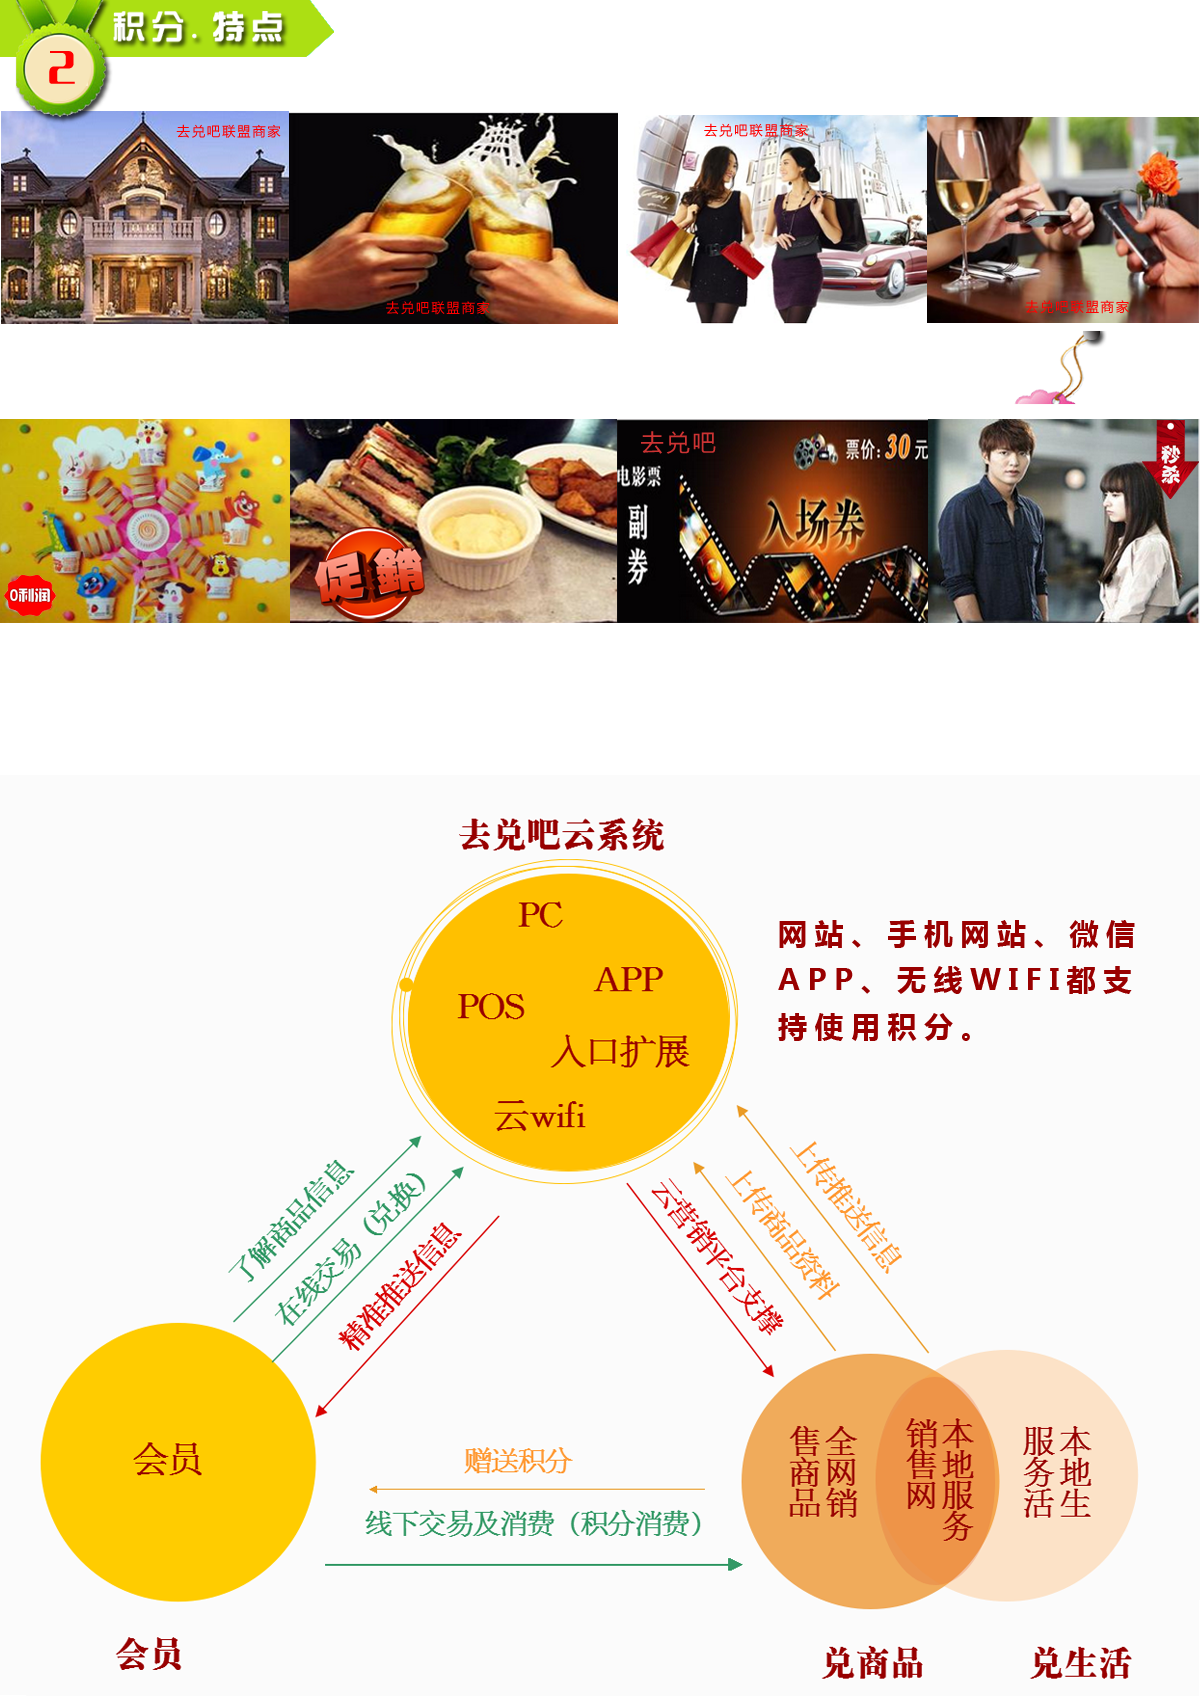 积分.特点
2
去兑吧联盟商家
去兑吧联盟商家
去兑吧联盟商家
去兑吧联盟商家
0利润
促銷
去兑吧
电影票
副券
票价:30元
入场券
秒杀
去兑吧云系统
PC
APP
POS
入口扩展
云wifi
网站、手机网站、微信
APP、无线WIFI都支
持使用积分。
了解商品信息
在线交易（兑换）
精准推送信息
云营销平台支撑
上传商品资料
上传推送信息
会员
赠送积分
线下交易及消费（积分消费）
全网销
售商品
本地服务
销售网
本地生
服务活
会员
兑商品
兑生活